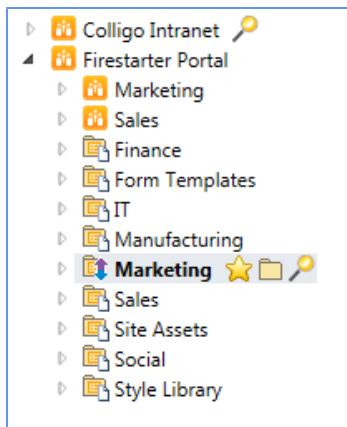 Colligo Intranet
Firestarter Portal
Marketing
Sales
Finance
Form Templates
IT
Manufacturing
Marketing
Sales
Site Assets
Social
Style Library